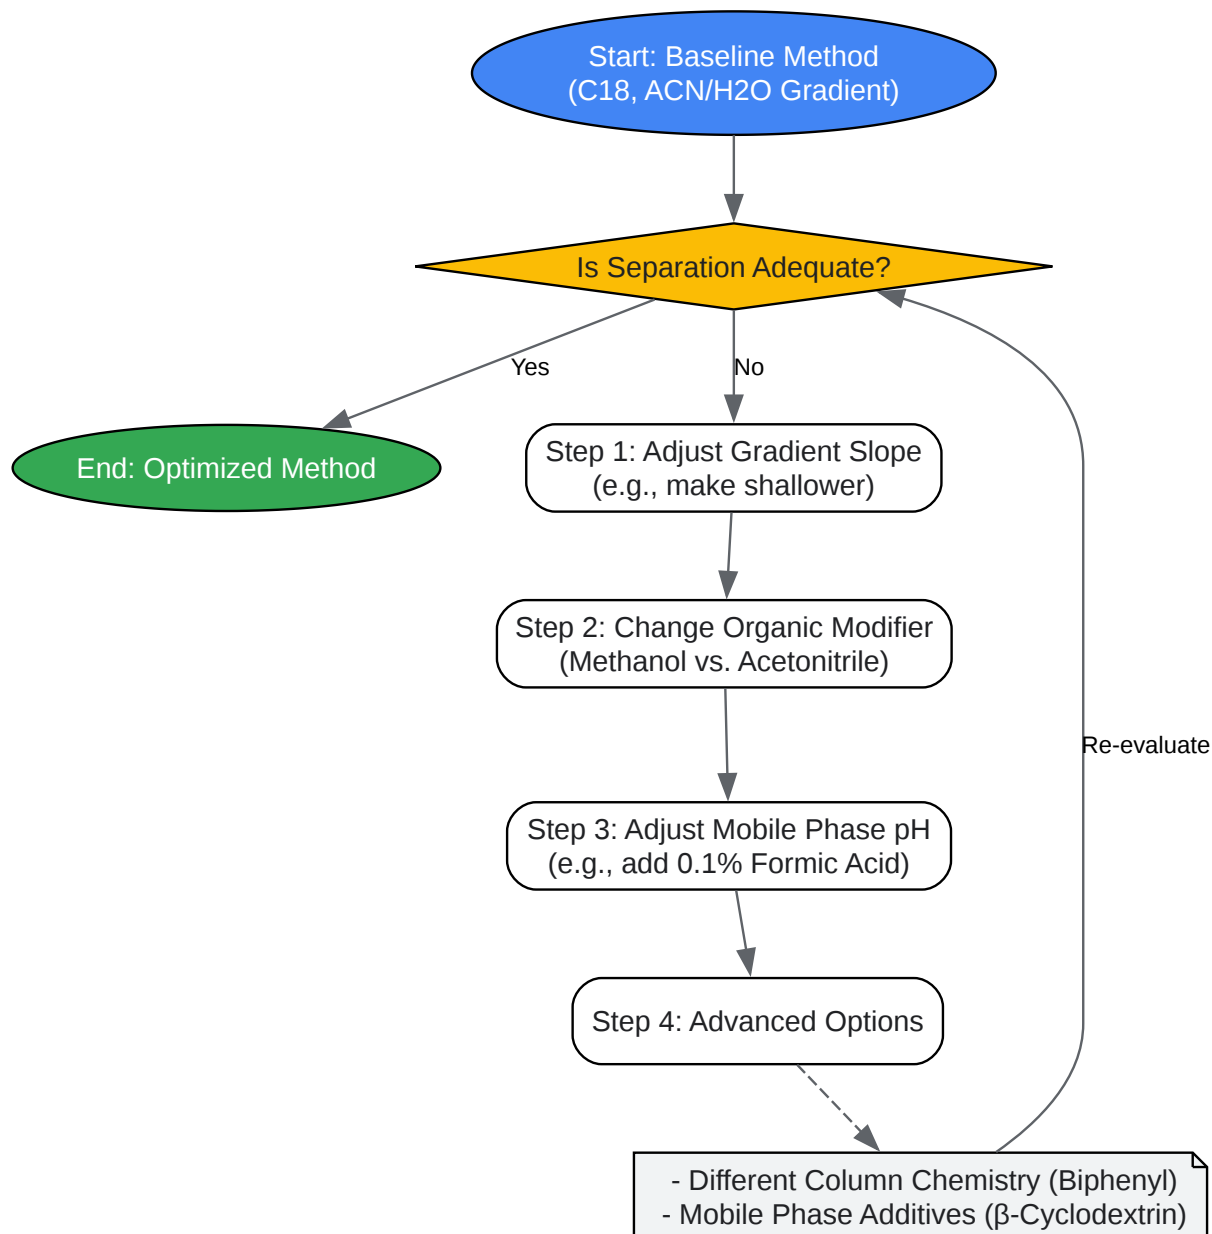 Start: Baseline Method
(C18, ACN/H2O Gradient)
Is Separation Adequate?
Yes
No
End: Optimized Method
Step 1: Adjust Gradient Slope
(e.g., make shallower)
Step 2: Change Organic Modifier
(Methanol vs. Acetonitrile)
Re-evaluate
Step 3: Adjust Mobile Phase pH
(e.g., add 0.1% Formic Acid)
Step 4: Advanced Options
- Different Column Chemistry (Biphenyl)
- Mobile Phase Additives (β-Cyclodextrin)